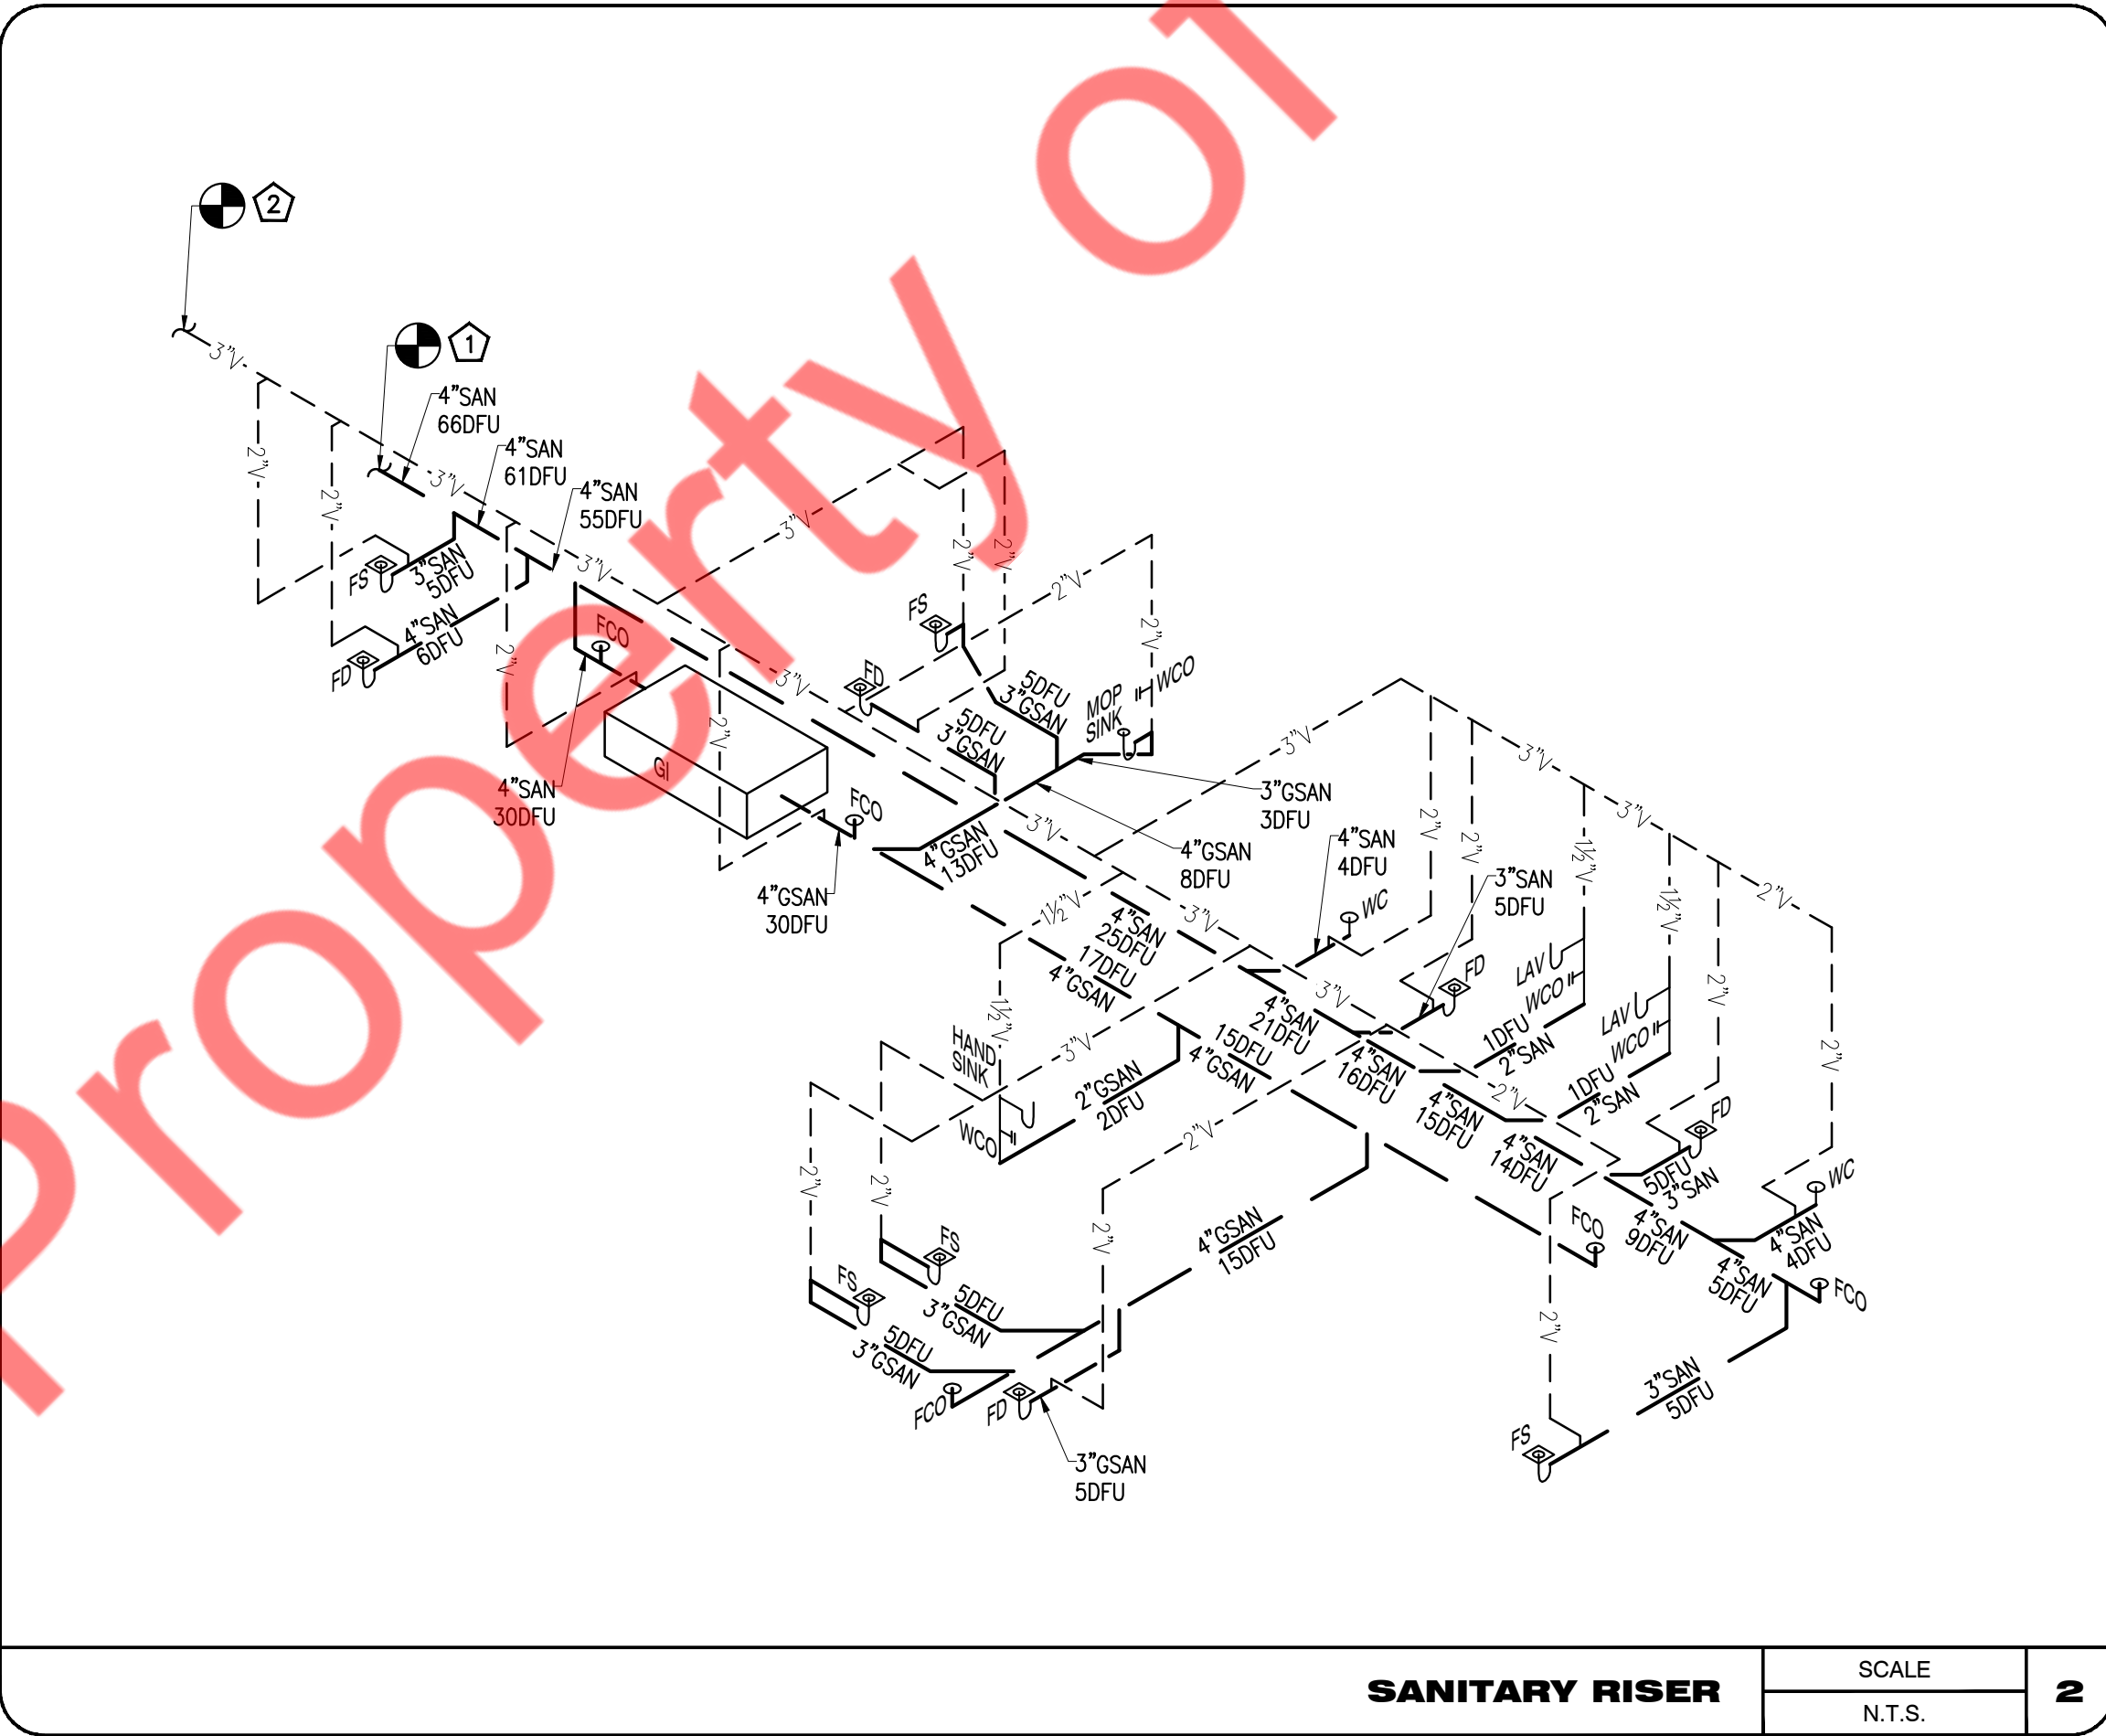 Property of
2
3"V
1
4"SAN
66DFU
4"SAN
61DFU
4"SAN
55DFU
2"V
2"V
3"V
3"V
3"V
2"V
2"V
2"V
FS
3"SAN
5DFU
4"SAN
6DFU
FD
2"V
FCO
FS
2"V
FD
5DFU
3"GSAN
MOP
SINK
WCO
5DFU
3"GSAN
3"V
2"V
GI
4"SAN
30DFU
FCO
4"GSAN
30DFU
4"GSAN
13DFU
3"V
3"GSAN
3DFU
4"GSAN
8DFU
3"V
4"SAN
4DFU
WC
3"SAN
5DFU
2"V
2"V
3"V
1½"V
3"V
1½"V
2"V
2"V
2"V
1½"V
3"V
4"SAN
25DFU
17DFU
4"GSAN
1½"V
HAND
SINK
WCO
3"V
2"GSAN
2DFU
15DFU
4"GSAN
4"SAN
21DFU
3"V
FD
LAV
WCO
LAV
WCO
1DFU
2"SAN
4"SAN
16DFU
2"V
1DFU
2"SAN
4"SAN
15DFU
4"SAN
14DFU
FD
5DFU
3"SAN
WC
4"SAN
4DFU
4"SAN
9DFU
4"SAN
5DFU
FCO
FCO
2"V
2"V
2"V
2"V
2"V
4"GSAN
15DFU
FS
FS
5DFU
3"GSAN
5DFU
3"GSAN
FCO
FD
3"GSAN
5DFU
3"SAN
5DFU
FS
SANITARY RISER
SCALE
N.T.S.
2